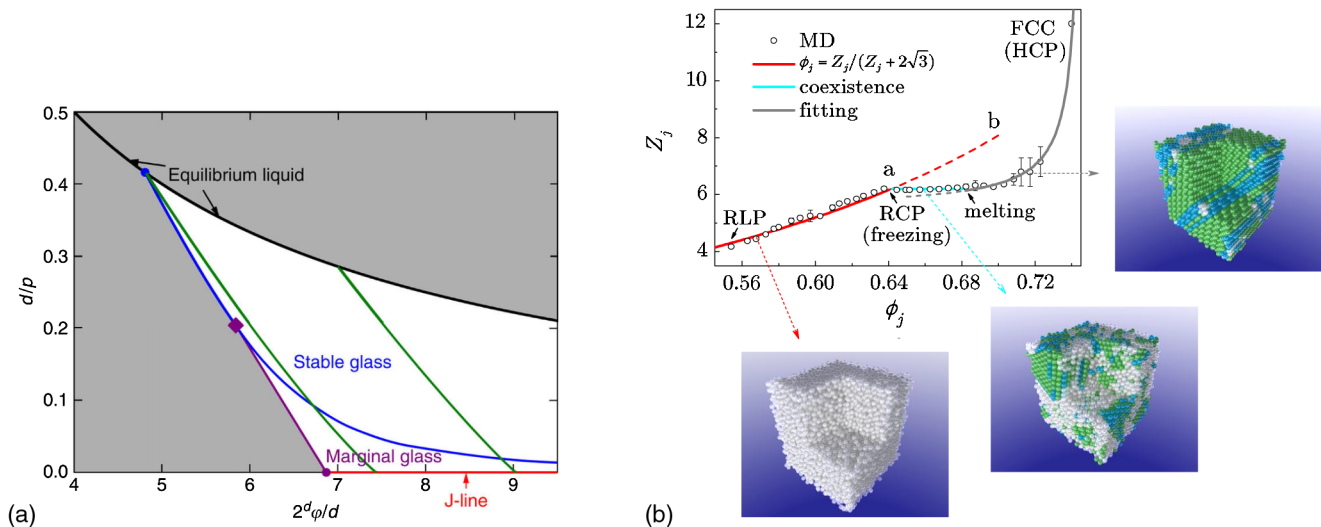 0.5
0.4
0.3
0.2
0.1
0.0
d/p
Equilibrium liquid
Stable glass
Marginal glass
4 5 6 7 8 9
2^dφ/d
J-line
(a)
12
10
8
6
4
Z_j
MD
ϕ_j = Z_j/(Z_j + 2√3)
coexistence
fitting
FCC
(HCP)
b
a
RLP
RCP
(freezing)
melting
0.56 0.60 0.64 0.68 0.72
ϕ_j
(b)